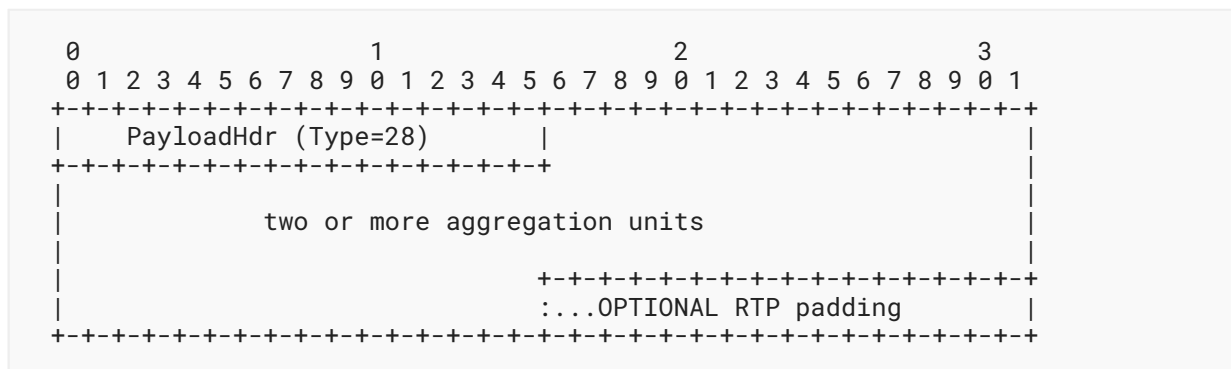 0                   1                   2                   3
 0 1 2 3 4 5 6 7 8 9 0 1 2 3 4 5 6 7 8 9 0 1 2 3 4 5 6 7 8 9 0 1
+-+-+-+-+-+-+-+-+-+-+-+-+-+-+-+-+-+-+-+-+-+-+-+-+-+-+-+-+-+-+-+-+
|    PayloadHdr (Type=28)       |                               |
+-+-+-+-+-+-+-+-+-+-+-+-+-+-+-+-+                               |
|                                                               |
|             two or more aggregation units                     |
|                                                               |
|                               +-+-+-+-+-+-+-+-+-+-+-+-+-+-+-+-+
|                               :...OPTIONAL RTP padding        |
+-+-+-+-+-+-+-+-+-+-+-+-+-+-+-+-+-+-+-+-+-+-+-+-+-+-+-+-+-+-+-+-+